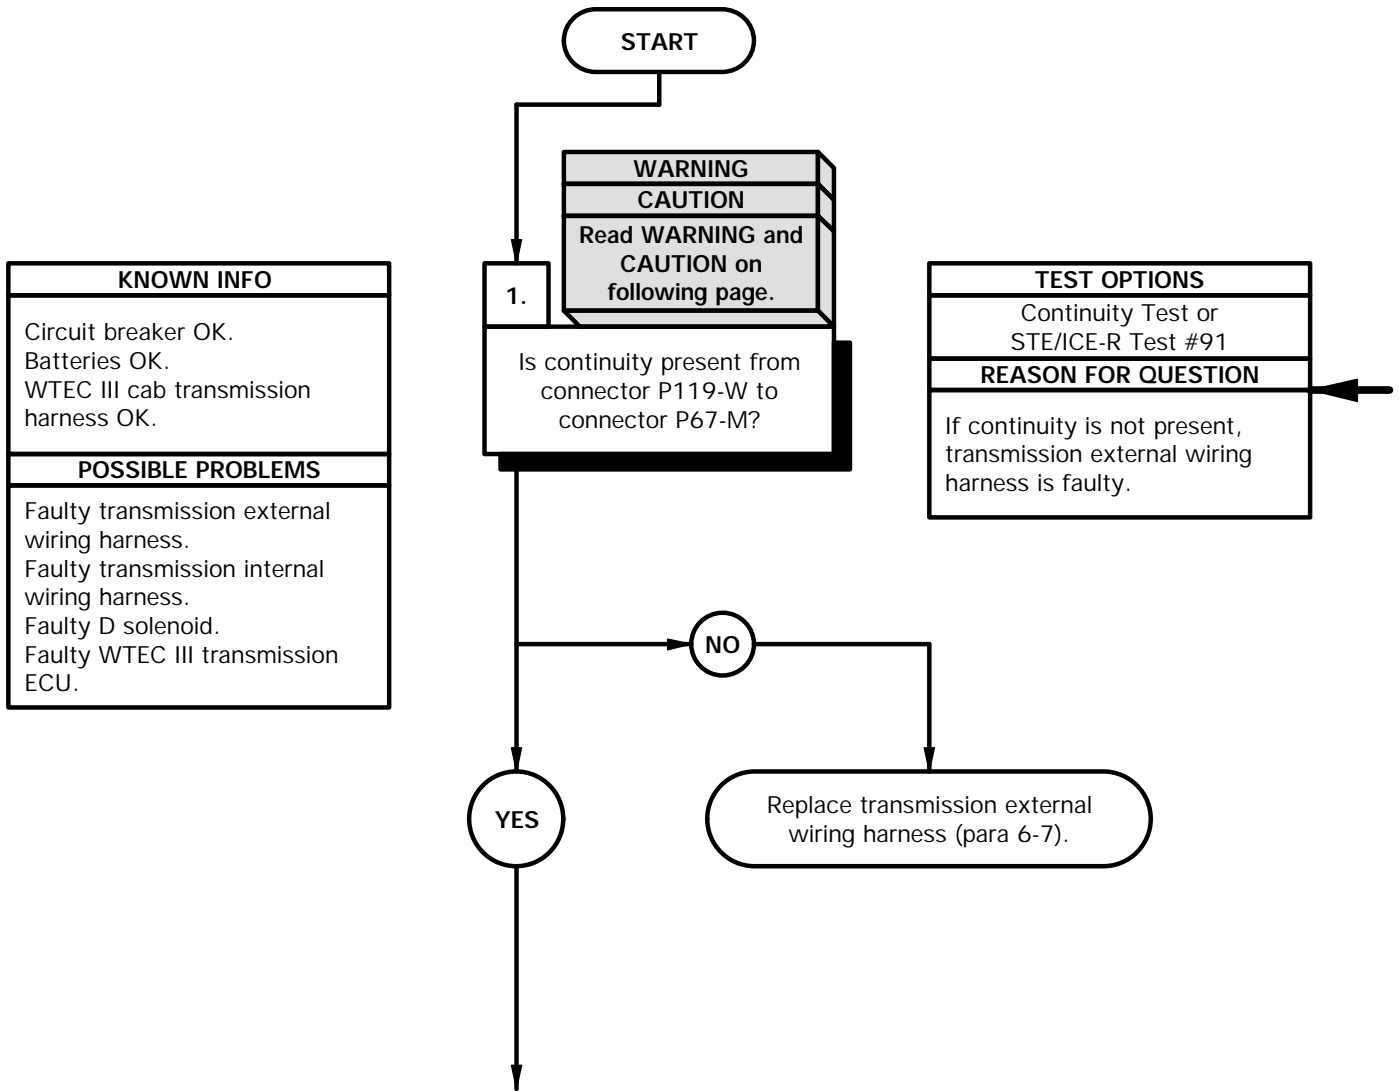 START
WARNING
CAUTION
Read WARNING and
CAUTION on
following page.
1.
Is continuity present from
connector P119-W to
connector P67-M?
KNOWN INFO
Circuit breaker OK.
Batteries OK.
WTEC III cab transmission
harness OK.
POSSIBLE PROBLEMS
Faulty transmission external
wiring harness.
Faulty transmission internal
wiring harness.
Faulty D solenoid.
Faulty WTEC III transmission
ECU.
TEST OPTIONS
Continuity Test or
STE/ICE-R Test #91
REASON FOR QUESTION
If continuity is not present,
transmission external wiring
harness is faulty.
NO
YES
Replace transmission external
wiring harness (para 6-7).